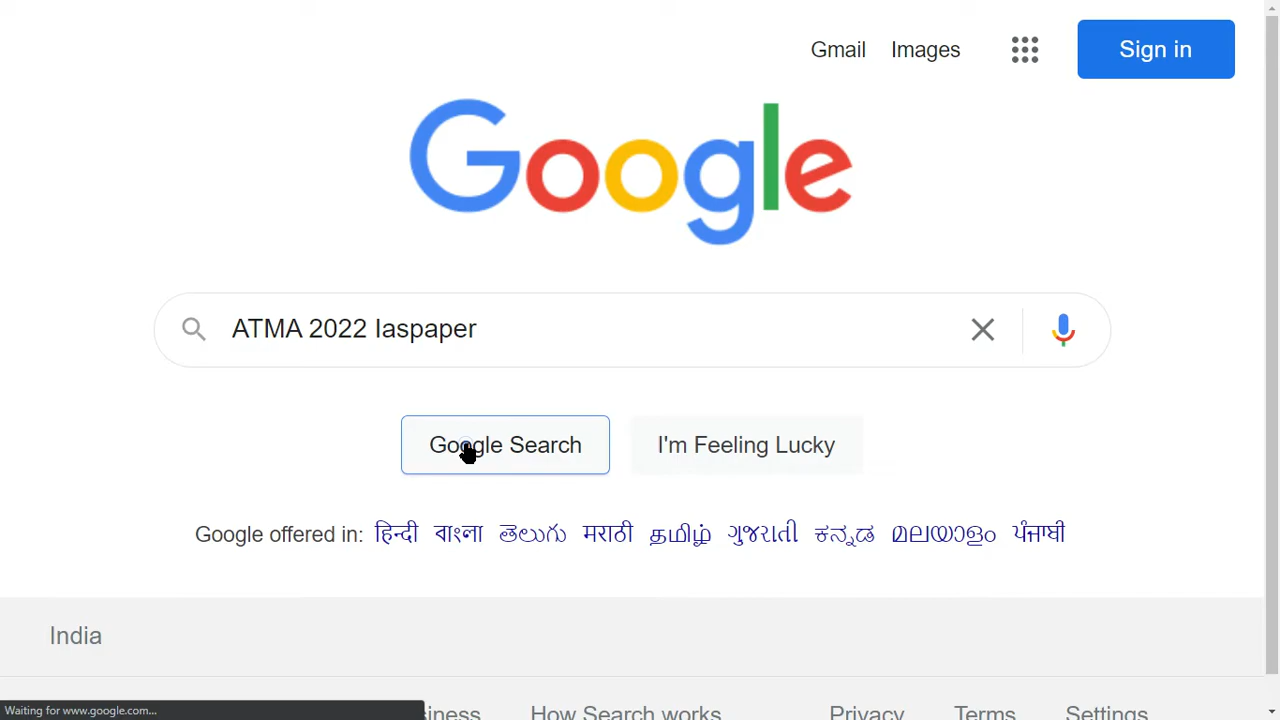 Gmail Images Sign in
Google
ATMA 2022 Iaspaper
Google Search I'm Feeling Lucky
Google offered in: हिन्दी বাংলা తెలుగు मराठी தமிழ் ગુજરાતી ಕನ್ನಡ മലയാളം ਪੰਜਾਬੀ
India
Waiting for www.google.com... How Search works Privacy Terms Settings